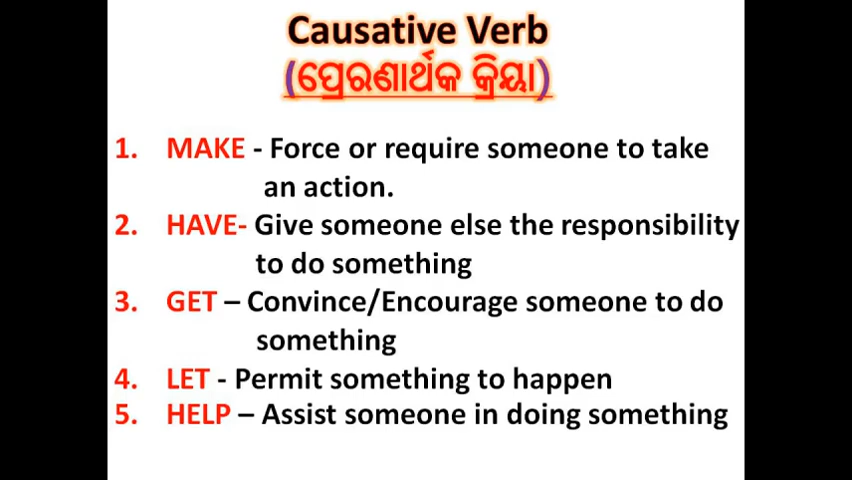 Causative Verb
(ପ୍ରେରଣାର୍ଥକ କ୍ରିୟା)
1. MAKE - Force or require someone to take
an action.
2. HAVE- Give someone else the responsibility
to do something
3. GET – Convince/Encourage someone to do
something
4. LET - Permit something to happen
5. HELP – Assist someone in doing something